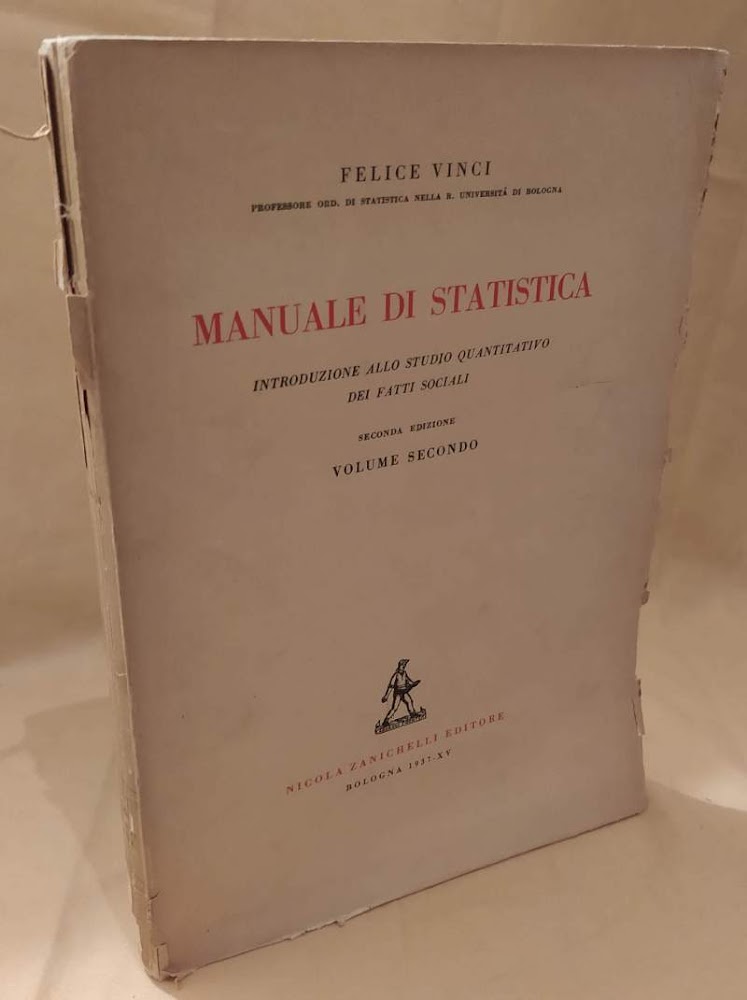 FELICE VINCI
PROFESSORE ORD. DI STATISTICA NELLA R. UNIVERSITÁ DI BOLOGNA
MANUALE DI STATISTICA
INTRODUZIONE ALLO STUDIO QUANTITATIVO
DEI FATTI SOCIALI
SECONDA EDIZIONE
VOLUME SECONDO
NICOLA ZANICHELLI EDITORE
BOLOGNA 1937-XV